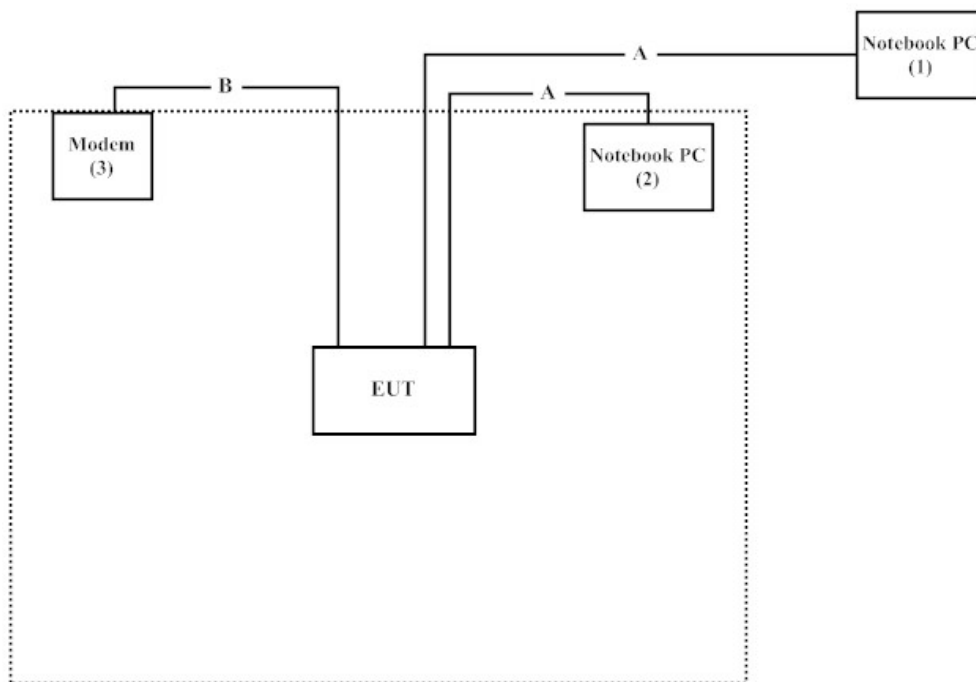 Notebook PC
(1)
A
B
A
Modem
(3)
Notebook PC
(2)
EUT